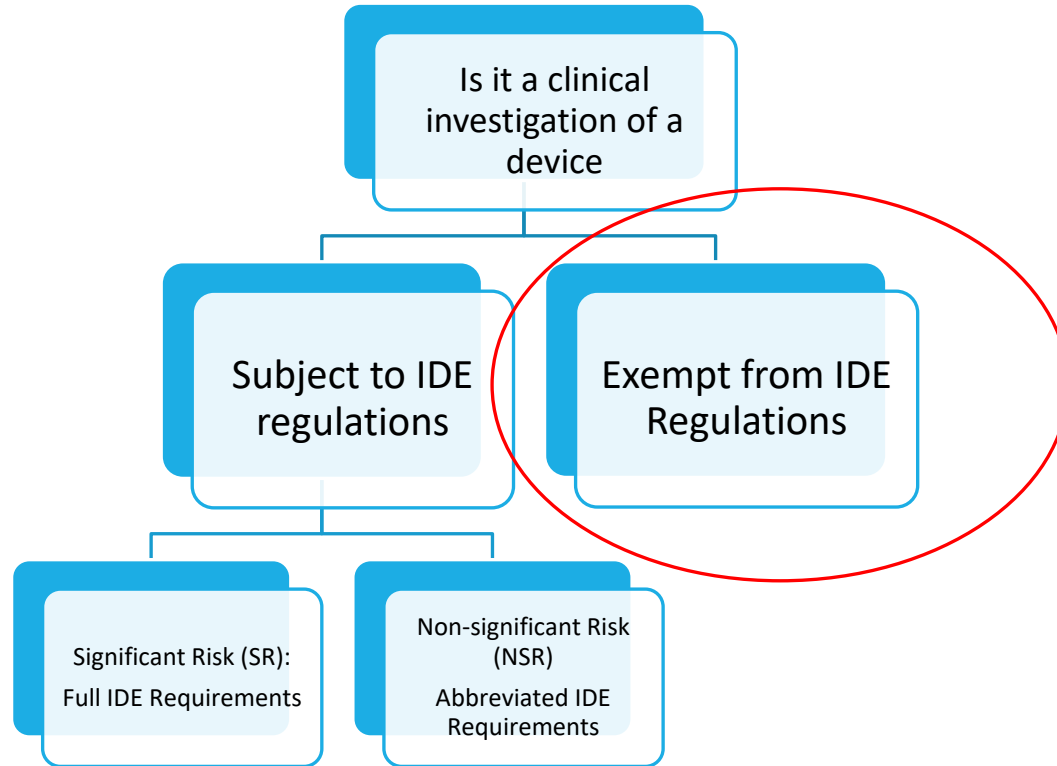 Is it a clinical
investigation of a
device
Subject to IDE
regulations
Exempt from IDE
Regulations
Significant Risk (SR):
Full IDE Requirements
Non-significant Risk
(NSR)
Abbreviated IDE
Requirements